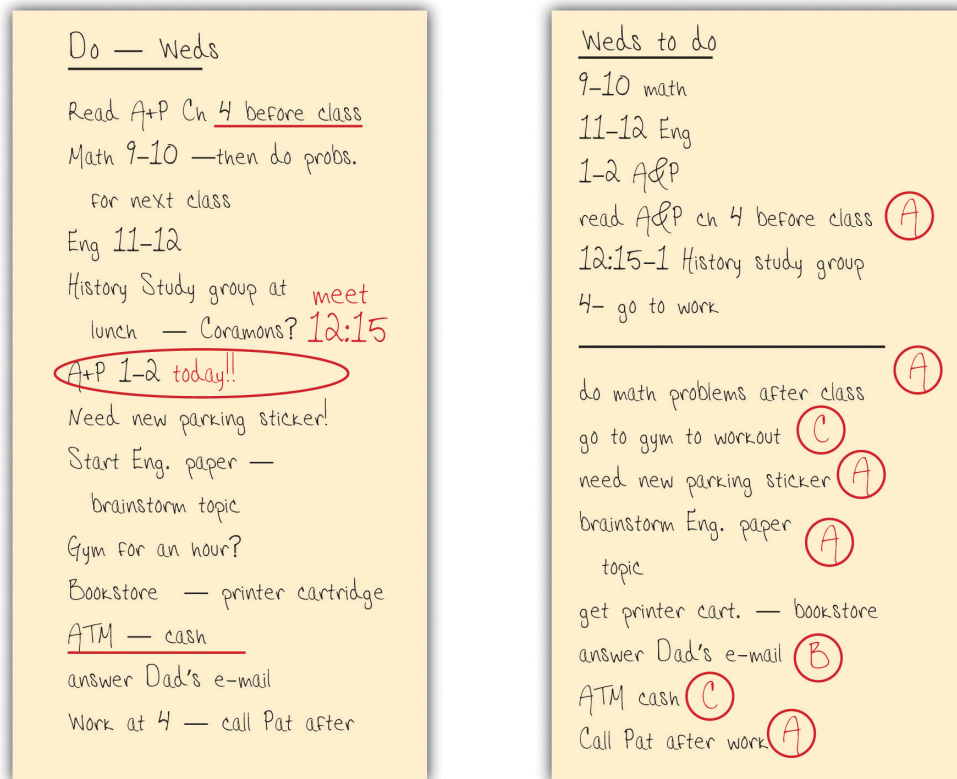 Do — Weds
Read A+P Ch 4 before class
Math 9–10 —then do probs.
for next class
Eng 11–12
History Study group at
lunch — Coramons? meet 12:15
A+P 1–2 today!!
Need new parking sticker!
Start Eng. paper —
brainstorm topic
Gym for an hour?
Bookstore — printer cartridge
ATM — cash
answer Dad's e-mail
Work at 4 — call Pat after
Weds to do
9–10 math
11–12 Eng
1–2 A&P
read A&P ch 4 before class A
12:15–1 History study group
4– go to work
do math problems after class A
go to gym to workout C
need new parking sticker A
brainstorm Eng. paper A
topic
get printer cart. — bookstore
answer Dad's e-mail B
ATM cash C
Call Pat after work A